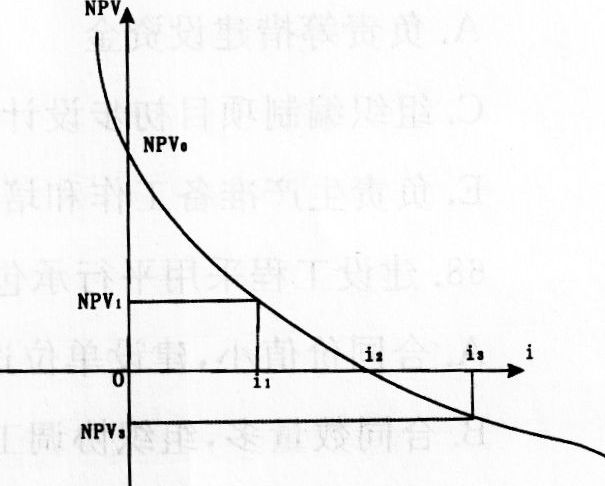 NPV
NPV₀
NPV₁
i₂
i₃
i
0
i₁
NPV₃
A. 负责筹措建设资金
C. 组织编制项目初步设计
E. 负责生产准备工作和培
68. 建设工程采用平行承包
A. 合同价值小，建设单位
B. 合同数量多，组织协调工